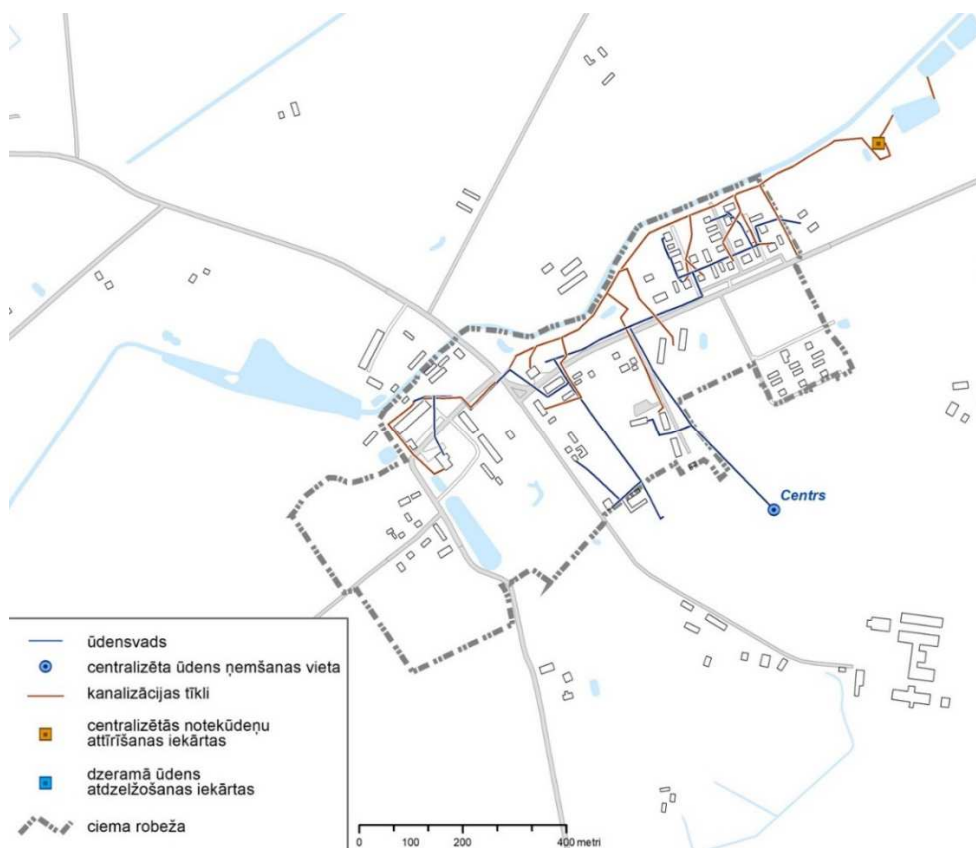 Centrs
ūdensvads
centralizēta ūdens ņemšanas vieta
kanalizācijas tīkli
centralizētās notekūdeņu
attīrīšanas iekārtas
dzeramā ūdens
atdzelžošanas iekārtas
ciema robeža
0 100 200 400 metri